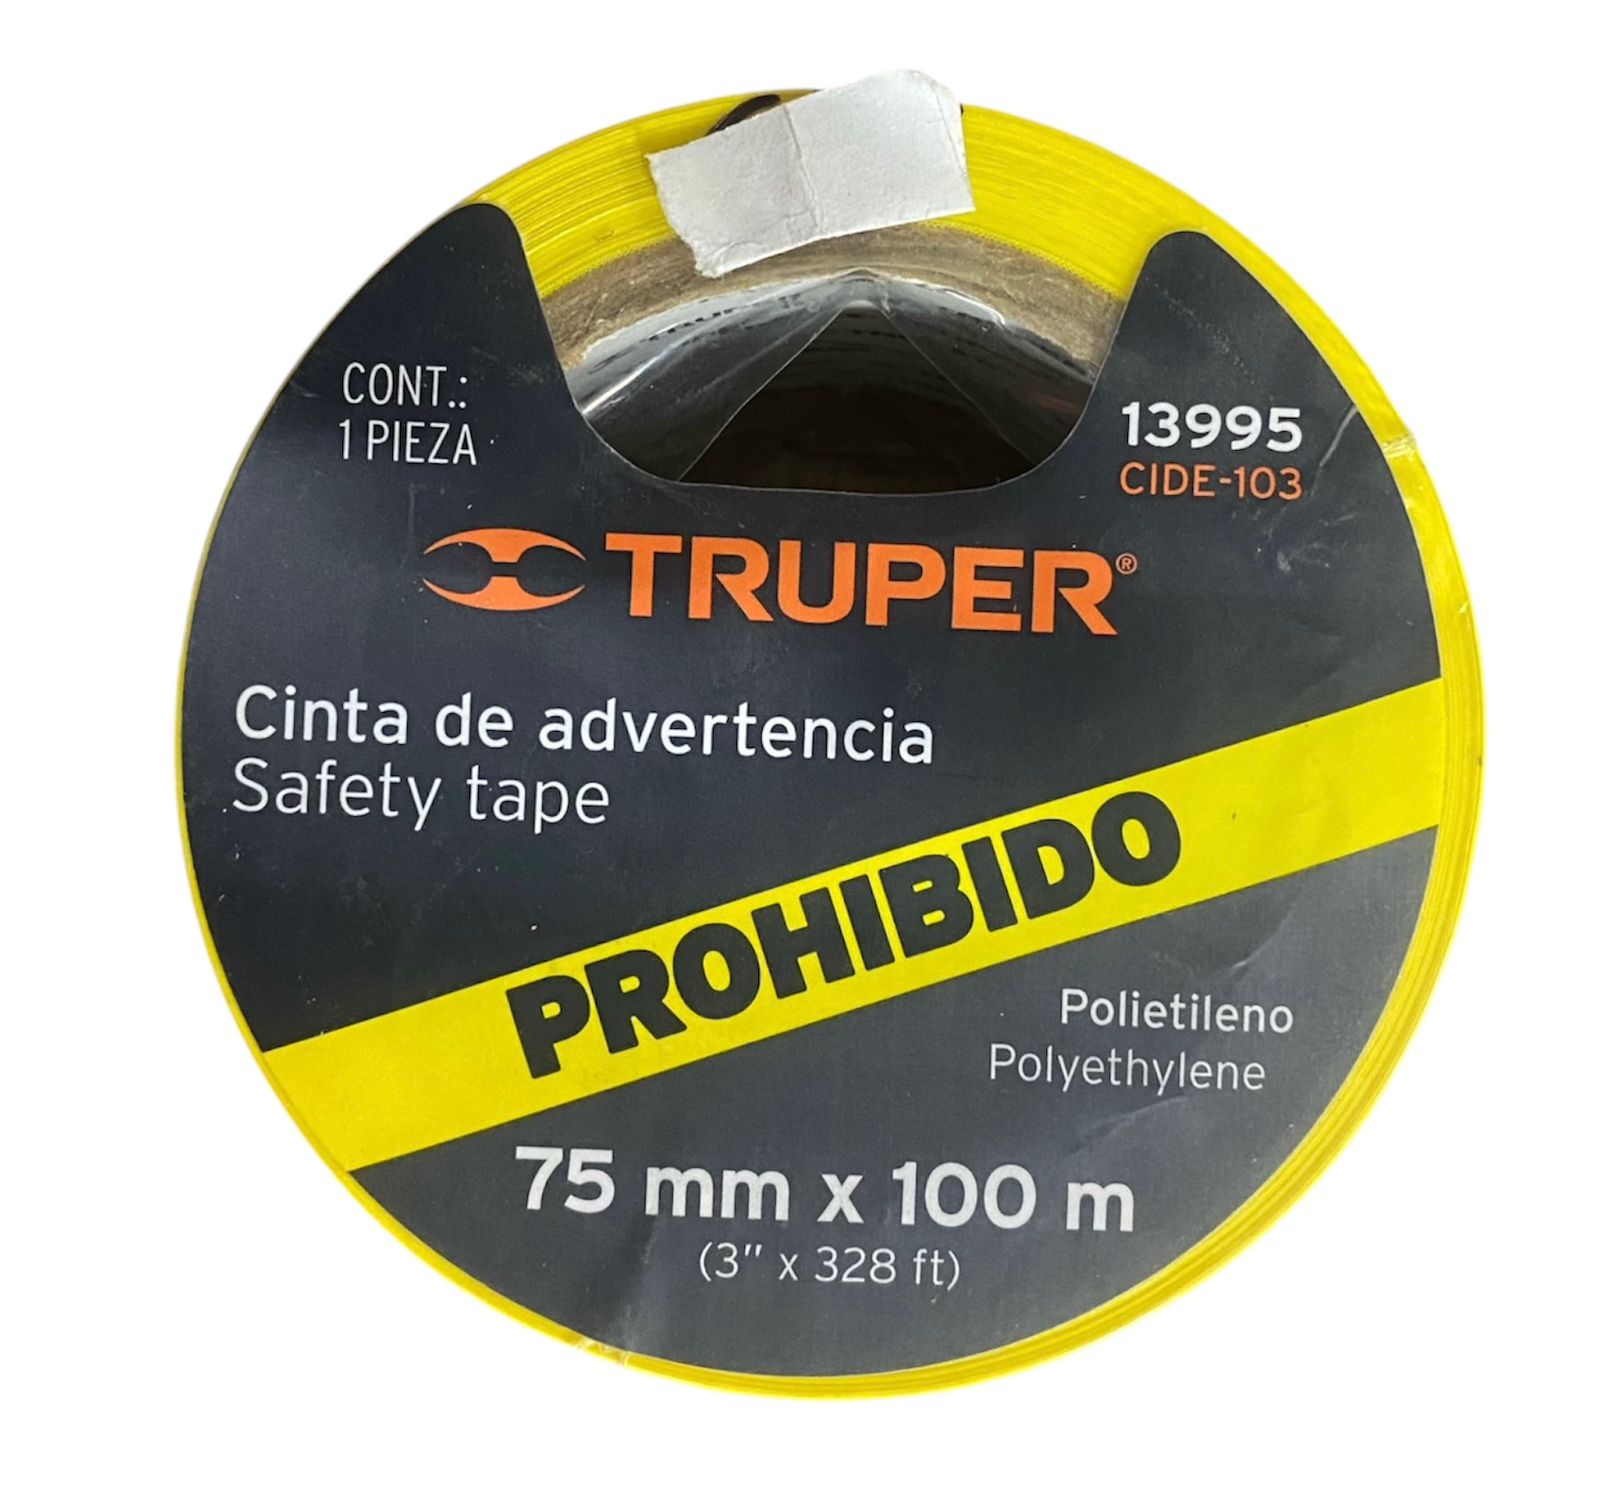 CONT.:
1 PIEZA
13995
CIDE-103
TRUPER®
Cinta de advertencia
Safety tape
PROHIBIDO
Polietileno
Polyethylene
75 mm x 100 m
(3" x 328 ft)